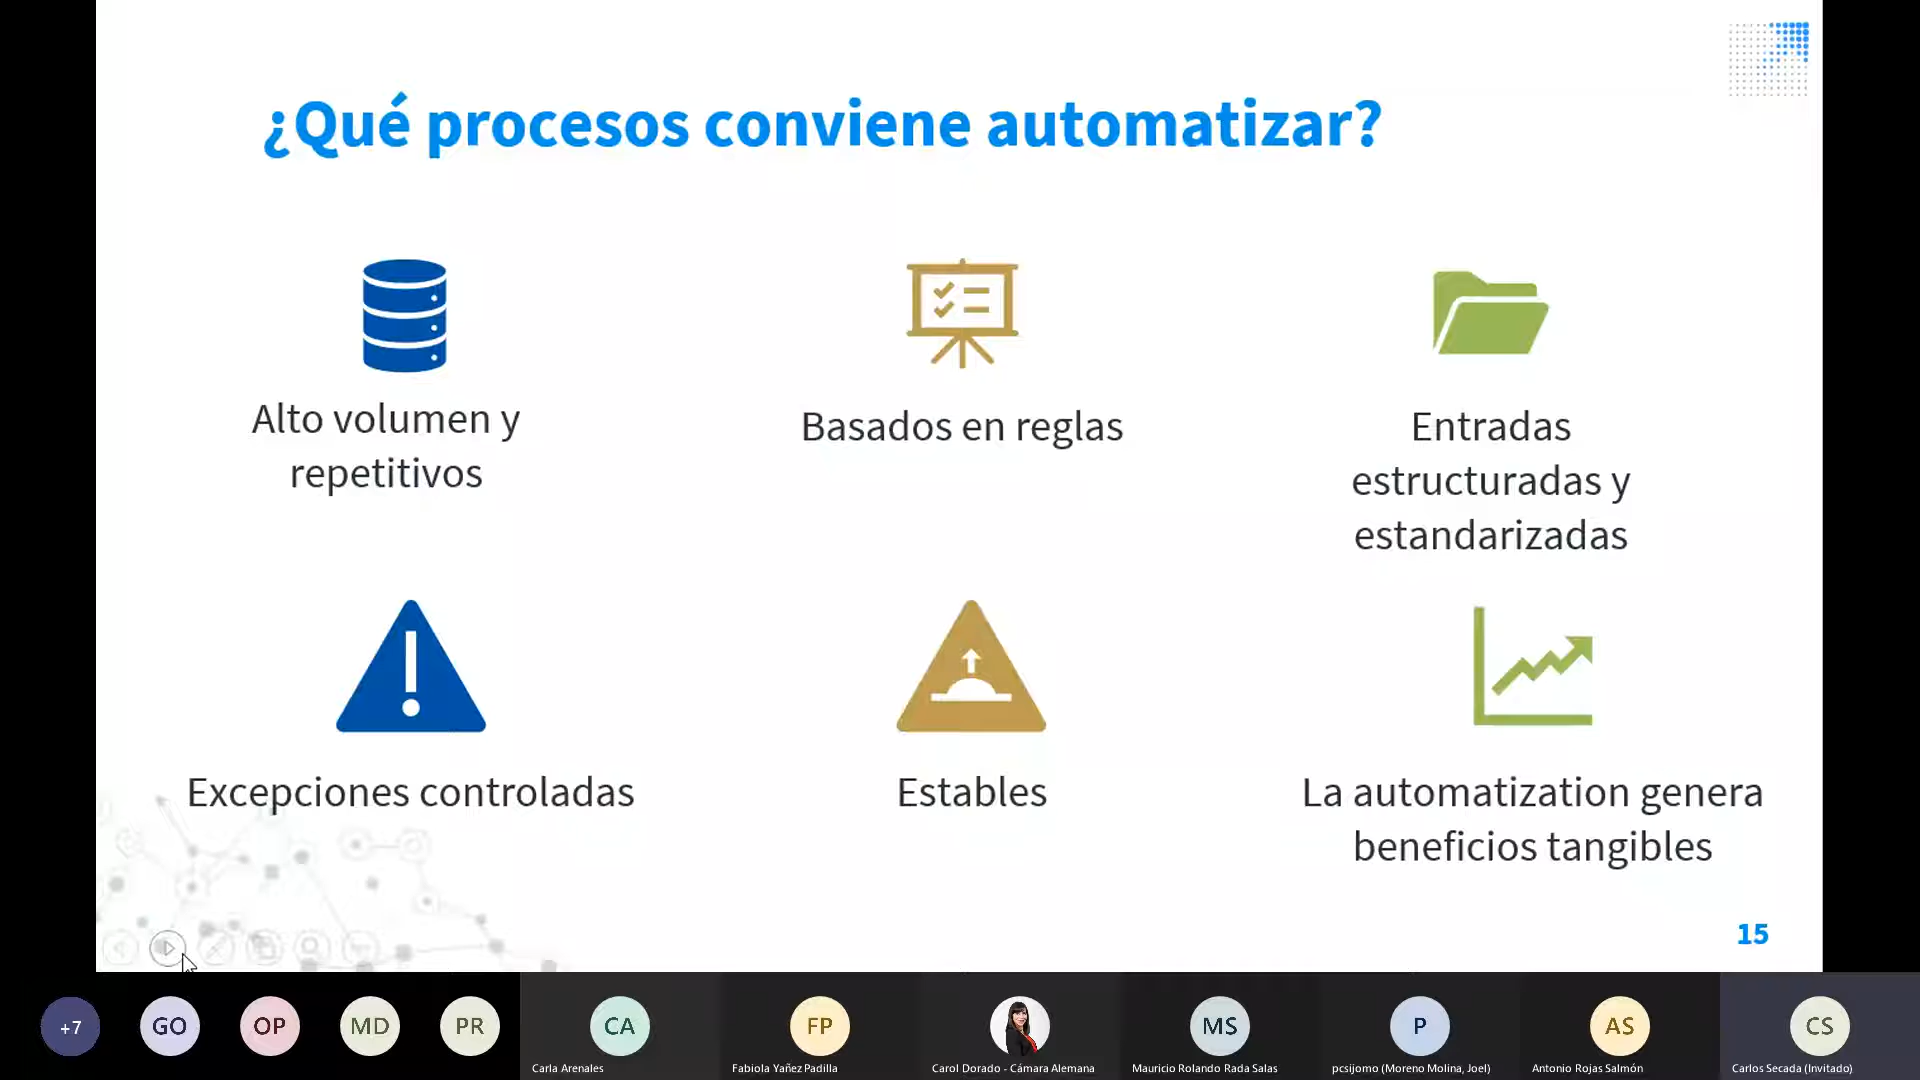 ¿Qué procesos conviene automatizar?
Alto volumen y
repetitivos
Basados en reglas
Entradas
estructuradas y
estandarizadas
Excepciones controladas
Estables
La automatization genera
beneficios tangibles
15
+7
GO
OP
MD
PR
CA
Carla Arenales
FP
Fabiola Yañez Padilla
Carol Dorado - Cámara Alemana
MS
Mauricio Rolando Rada Salas
P
pcsijomo (Moreno Molina, Joel)
AS
Antonio Rojas Salmón
CS
Carlos Secada (Invitado)